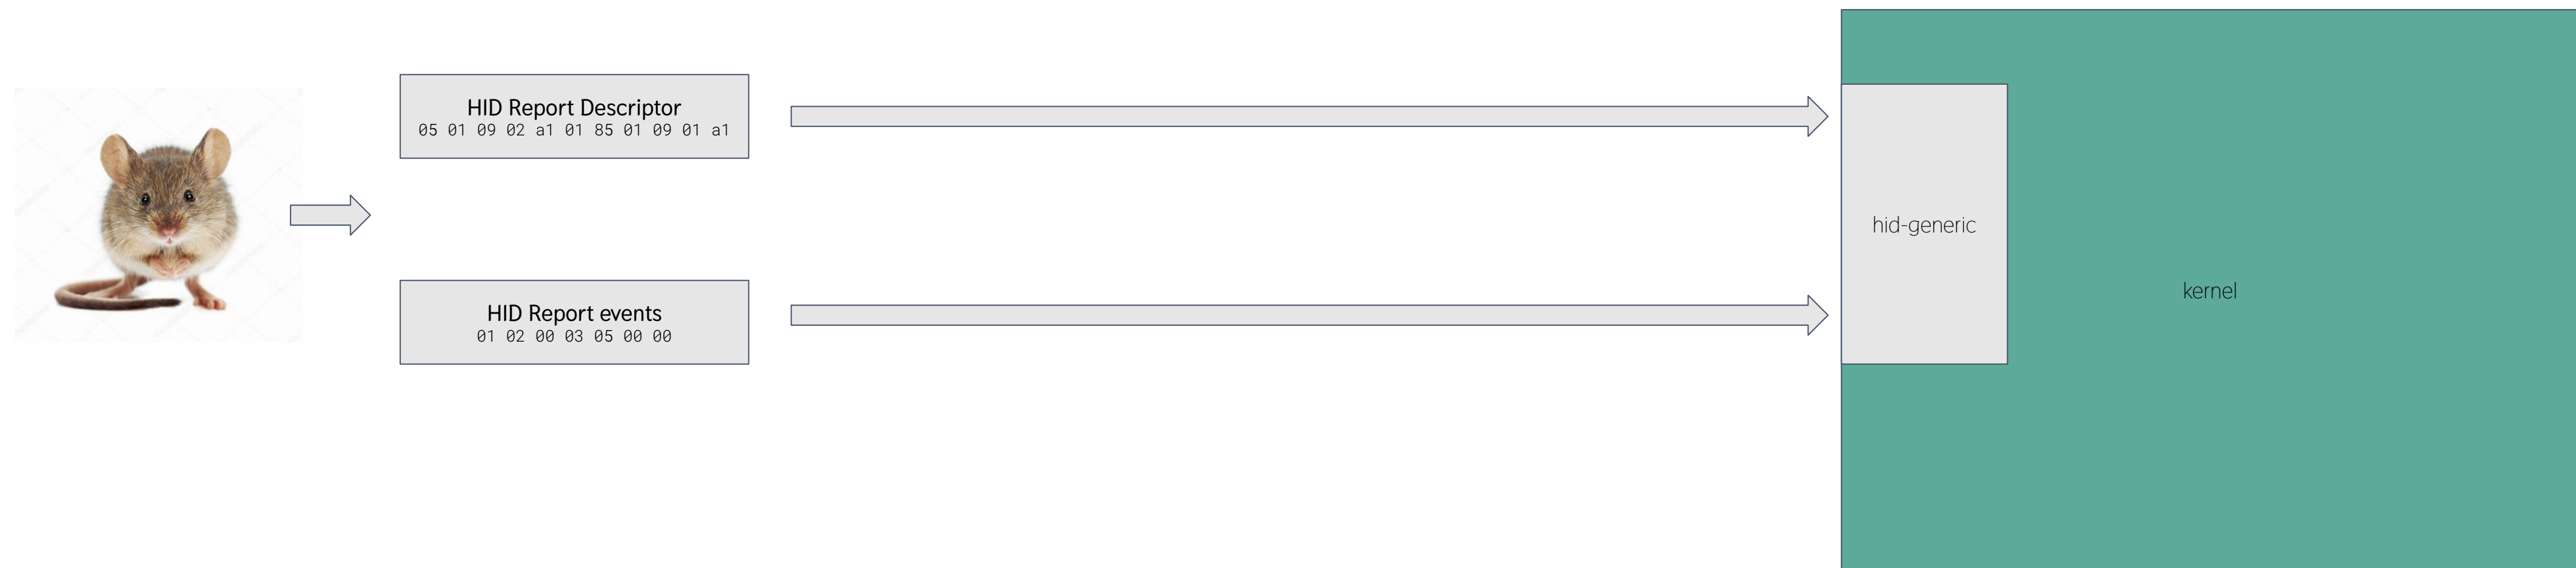 HID Report Descriptor
05 01 09 02 a1 01 85 01 09 01 a1
HID Report events
01 02 00 03 05 00 00
hid-generic
kernel